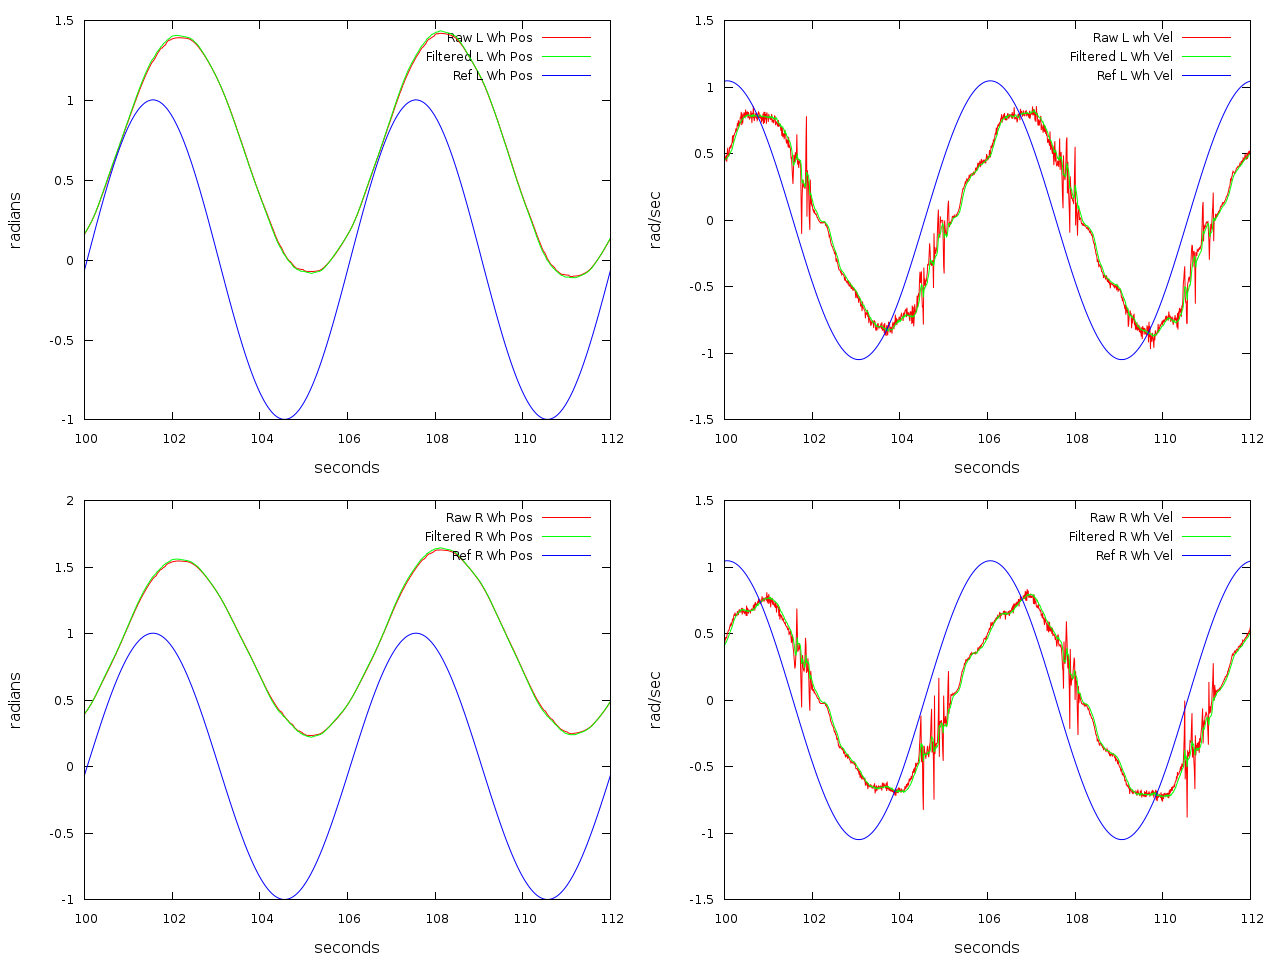 1.5
1
0.5
0
-0.5
-1
radians
100 102 104 106 108 110 112
seconds
Raw L Wh Pos
Filtered L Wh Pos
Ref L Wh Pos
1.5
1
0.5
0
-0.5
-1
-1.5
rad/sec
100 102 104 106 108 110 112
seconds
Raw L wh Vel
Filtered L Wh Vel
Ref L Wh Vel
2
1.5
1
0.5
0
-0.5
-1
radians
100 102 104 106 108 110 112
seconds
Raw R Wh Pos
Filtered R Wh Pos
Ref R Wh Pos
1.5
1
0.5
0
-0.5
-1
-1.5
rad/sec
100 102 104 106 108 110 112
seconds
Raw R Wh Vel
Filtered R Wh Vel
Ref R Wh Vel